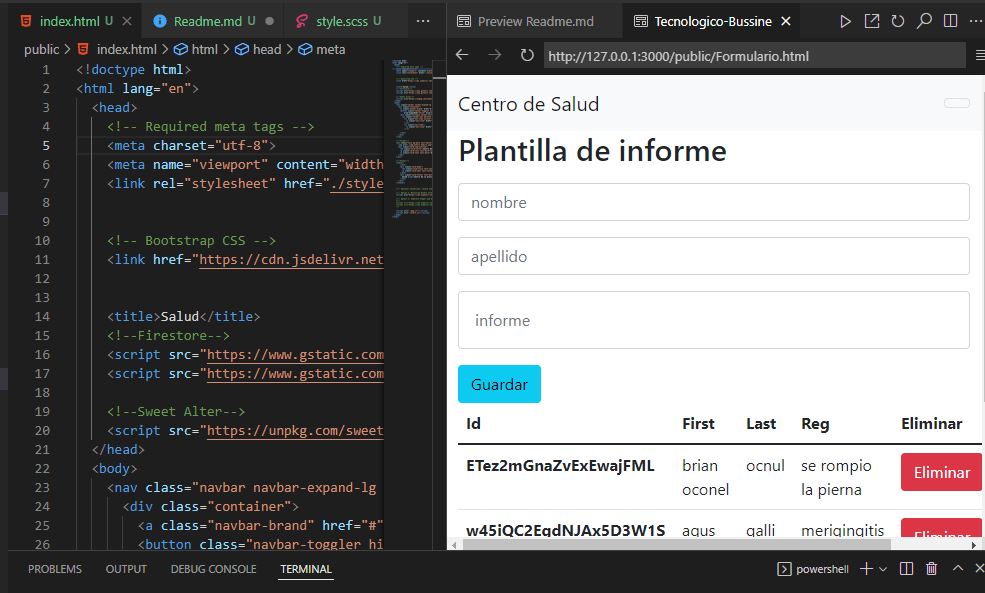 index.html U
Readme.md U
style.scss U
Preview Readme.md
Tecnologico-Bussine
public > index.html > html > head > meta
http://127.0.0.1:3000/public/Formulario.html
1 <!doctype html>
2 <html lang="en">
3 <head>
4 <!-- Required meta tags -->
5 <meta charset="utf-8">
6 <meta name="viewport" content="width
7 <link rel="stylesheet" href="./style
8
9
10 <!-- Bootstrap CSS -->
11 <link href="https://cdn.jsdelivr.net
12
13
14 <title>Salud</title>
15 <!--Firestore-->
16 <script src="https://www.gstatic.com
17 <script src="https://www.gstatic.com
18
19 <!--Sweet Alter-->
20 <script src="https://unpkg.com/sweet
21 </head>
22 <body>
23 <nav class="navbar navbar-expand-lg
24 <div class="container">
25 <a class="navbar-brand" href="#"
26 <button class="navbar-toggler hi
Centro de Salud
Plantilla de informe
nombre
apellido
informe
Guardar
Id First Last Reg Eliminar
ETez2mGnaZvExEwajFML brian ocnul se rompio Eliminar
oconel la pierna
w45iQC2EqdNJAx5D3W1S agus galli merigingitis Eliminar
PROBLEMS OUTPUT DEBUG CONSOLE TERMINAL powershell